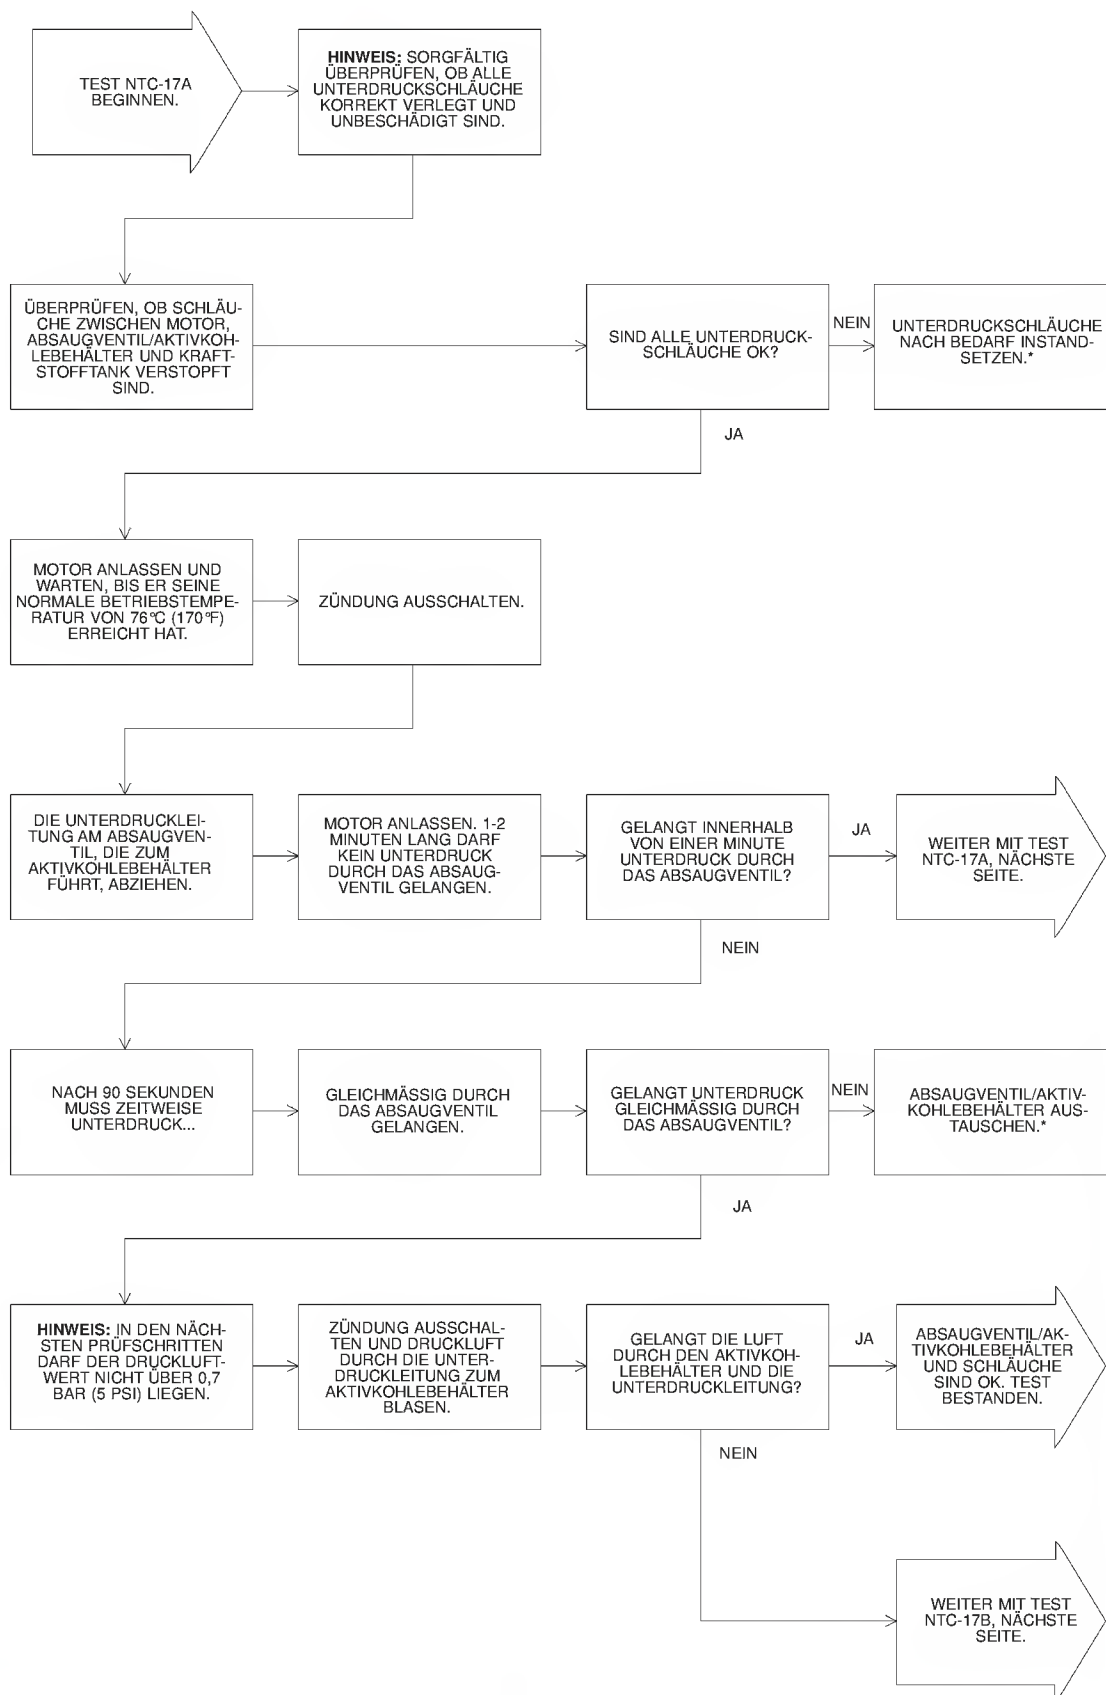 TEST NTC-17A
BEGINNEN.
HINWEIS: SORGFÄLTIG
ÜBERPRÜFEN, OB ALLE
UNTERDRUCKSCHLÄUCHE
KORREKT VERLEGT UND
UNBESCHÄDIGT SIND.
ÜBERPRÜFEN, OB SCHLÄU-
CHE ZWISCHEN MOTOR,
ABSAUGVENTIL/AKTIVKOH-
LEBEHÄLTER UND KRAFT-
STOFFTANK VERSTOPFT
SIND.
SIND ALLE UNTERDRUCK-
SCHLÄUCHE OK?
NEIN
UNTERDRUCKSCHLÄUCHE
NACH BEDARF INSTAND-
SETZEN.*
JA
MOTOR ANLASSEN UND
WARTEN, BIS ER SEINE
NORMALE BETRIEBSTEMPE-
RATUR VON 76°C (170°F)
ERREICHT HAT.
ZÜNDUNG AUSSCHALTEN.
DIE UNTERDRUCKLEI-
TUNG AM ABSAUGVEN-
TIL, DIE ZUM
AKTIVKOHLEBEHÄLTER
FÜHRT, ABZIEHEN.
MOTOR ANLASSEN. 1-2
MINUTEN LANG DARF
KEIN UNTERDRUCK
DURCH DAS ABSAUG-
VENTIL GELANGEN.
GELANGT INNERHALB
VON EINER MINUTE
UNTERDRUCK DURCH
DAS ABSAUGVENTIL?
JA
WEITER MIT TEST
NTC-17A, NÄCHSTE
SEITE.
NEIN
NACH 90 SEKUNDEN
MUSS ZEITWEISE
UNTERDRUCK...
GLEICHMÄSSIG DURCH
DAS ABSAUGVENTIL
GELANGEN.
GELANGT UNTERDRUCK
GLEICHMÄSSIG DURCH
DAS ABSAUGVENTIL?
NEIN
ABSAUGVENTIL/AKTIV-
KOHLEBEHÄLTER AUS-
TAUSCHEN.*
JA
HINWEIS: IN DEN NÄCH-
STEN PRÜFSCHRITTEN
DARF DER DRUCKLUFT-
WERT NICHT ÜBER 0,7
BAR (5 PSI) LIEGEN.
ZÜNDUNG AUSSCHAL-
TEN UND DRUCKLUFT
DURCH DIE UNTER-
DRUCKLEITUNG ZUM
AKTIVKOHLEBEHÄLTER
BLASEN.
GELANGT DIE LUFT
DURCH DEN AKTIVKOH-
LEBEHÄLTER UND DIE
UNTERDRUCKLEITUNG?
JA
ABSAUGVENTIL/AK-
TIVKOHLEBEHÄLTER
UND SCHLÄUCHE
SIND OK. TEST
BESTANDEN.
NEIN
WEITER MIT TEST
NTC-17B, NÄCHSTE
SEITE.